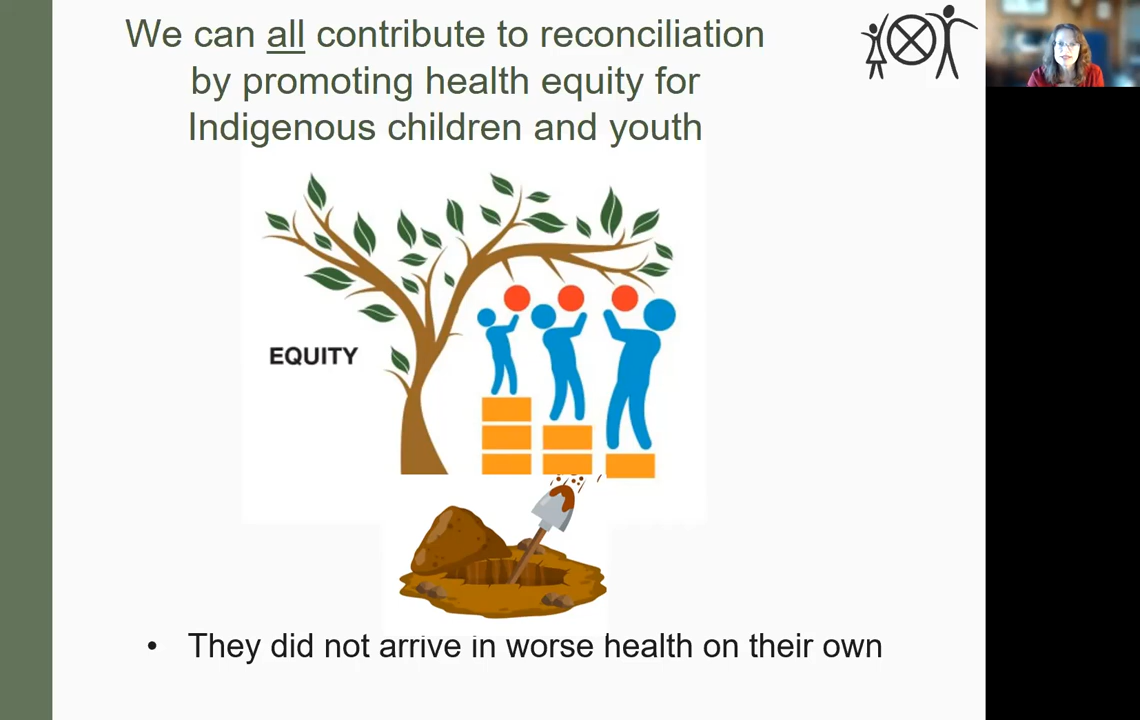 We can all contribute to reconciliation
by promoting health equity for
Indigenous children and youth
EQUITY
• They did not arrive in worse health on their own